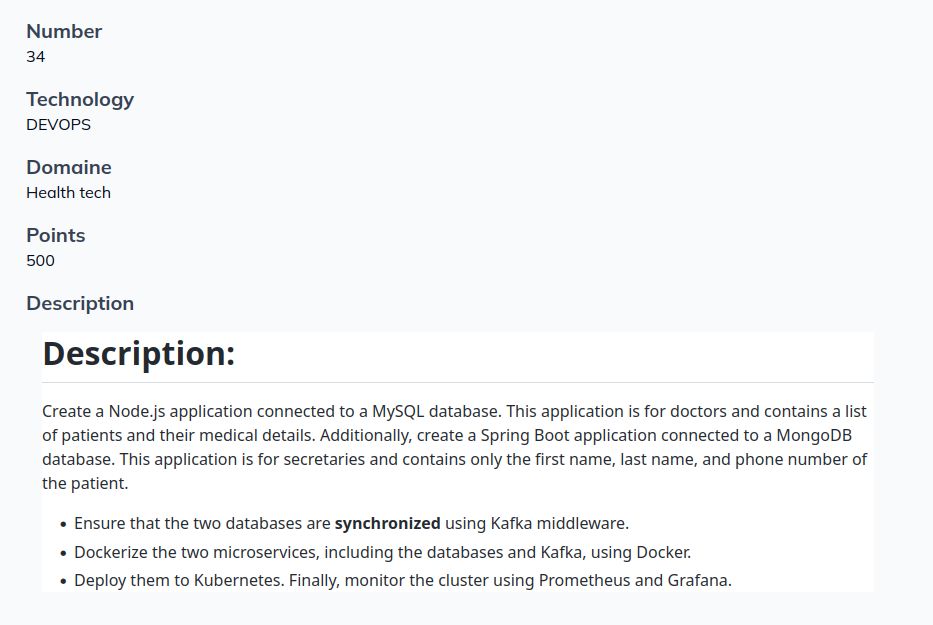 Number
34
Technology
DEVOPS
Domaine
Health tech
Points
500
Description
Description:
Create a Node.js application connected to a MySQL database. This application is for doctors and contains a list
of patients and their medical details. Additionally, create a Spring Boot application connected to a MongoDB
database. This application is for secretaries and contains only the first name, last name, and phone number of
the patient.
• Ensure that the two databases are synchronized using Kafka middleware.
• Dockerize the two microservices, including the databases and Kafka, using Docker.
• Deploy them to Kubernetes. Finally, monitor the cluster using Prometheus and Grafana.